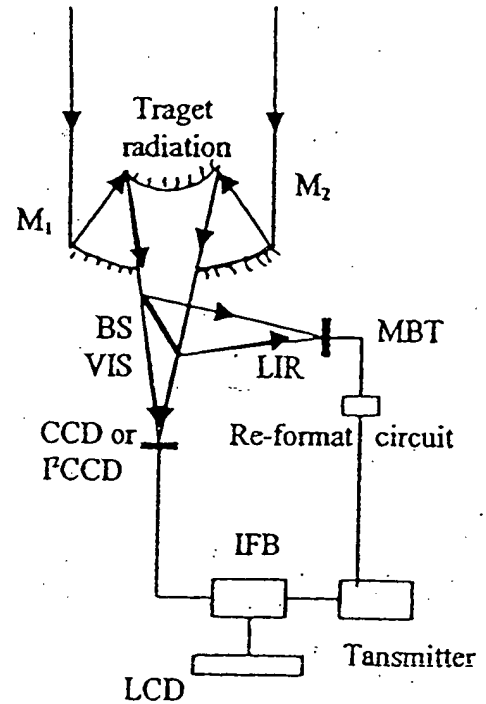 Traget
radiation
M₁
M₂
BS
VIS
LIR
MBT
CCD or
I²CCD
Re-format circuit
IFB
Tansmitter
LCD